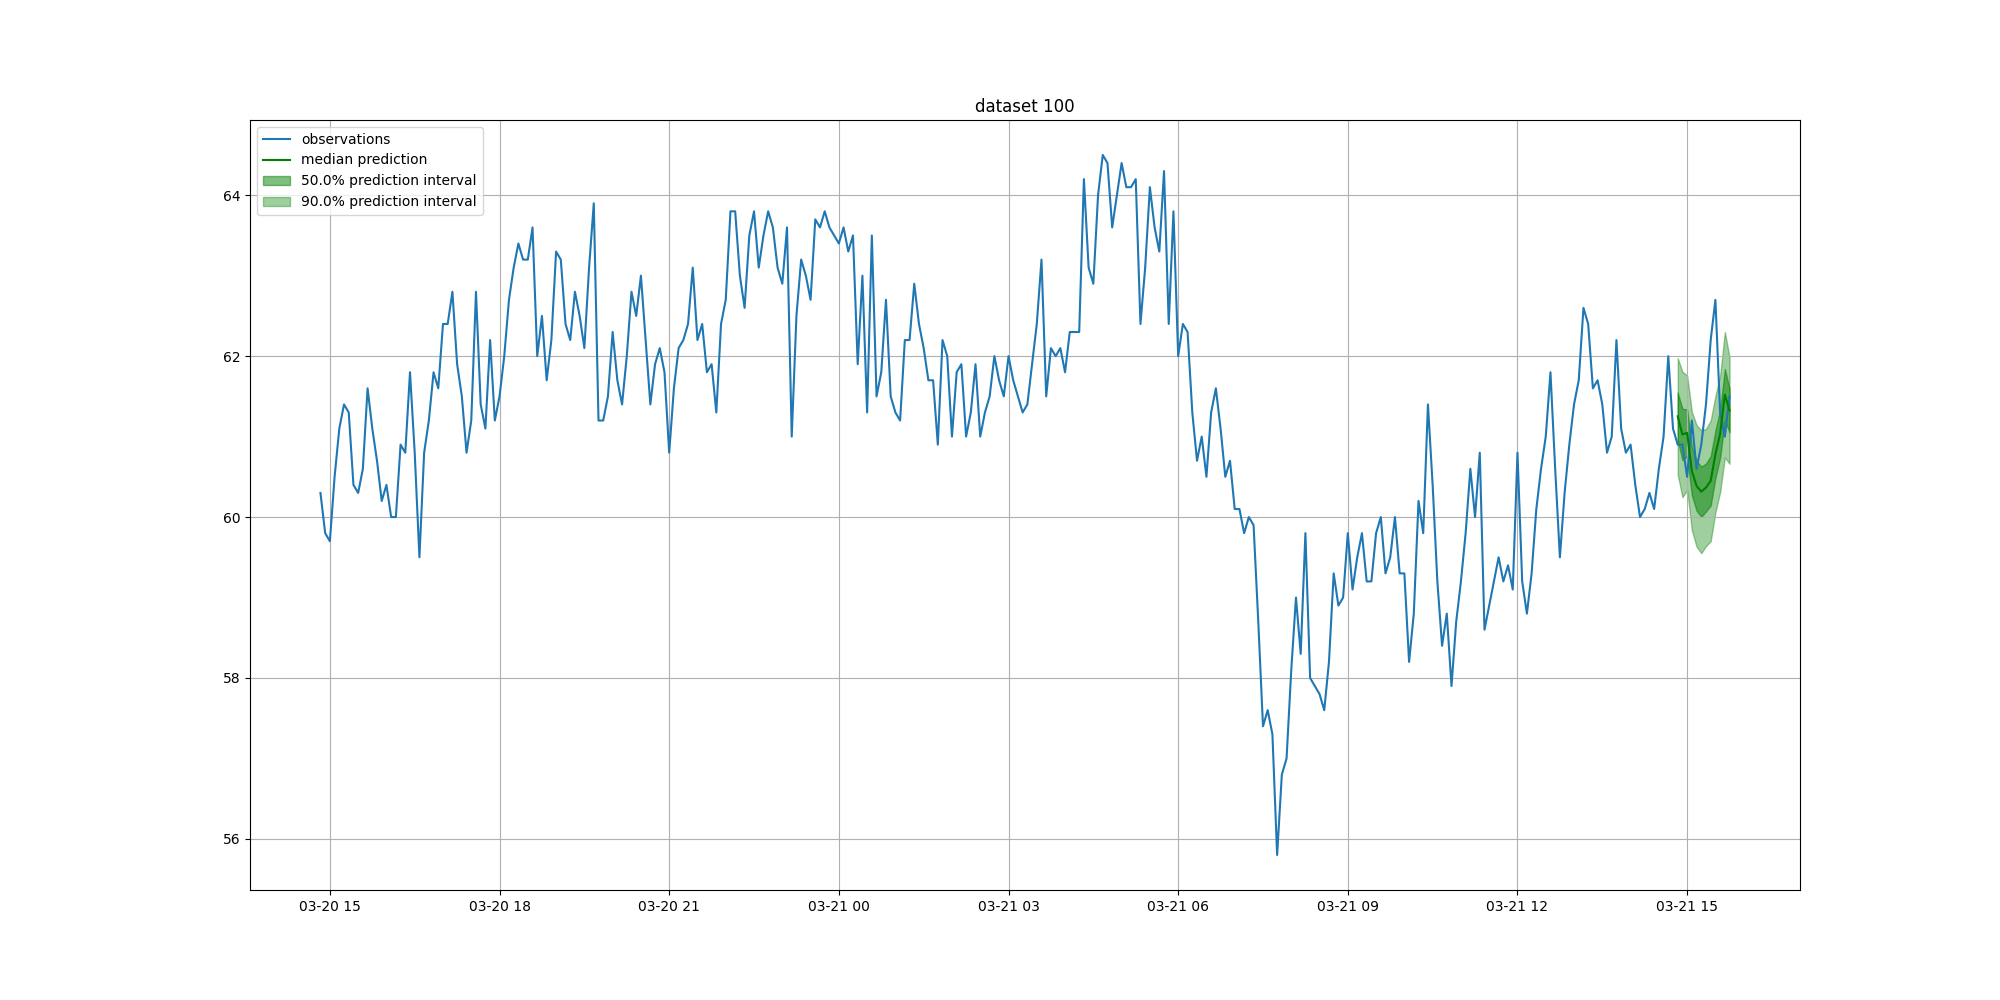 dataset 100
observations
median prediction
50.0% prediction interval
90.0% prediction interval
64
62
60
58
56
03-20 15
03-20 18
03-20 21
03-21 00
03-21 03
03-21 06
03-21 09
03-21 12
03-21 15